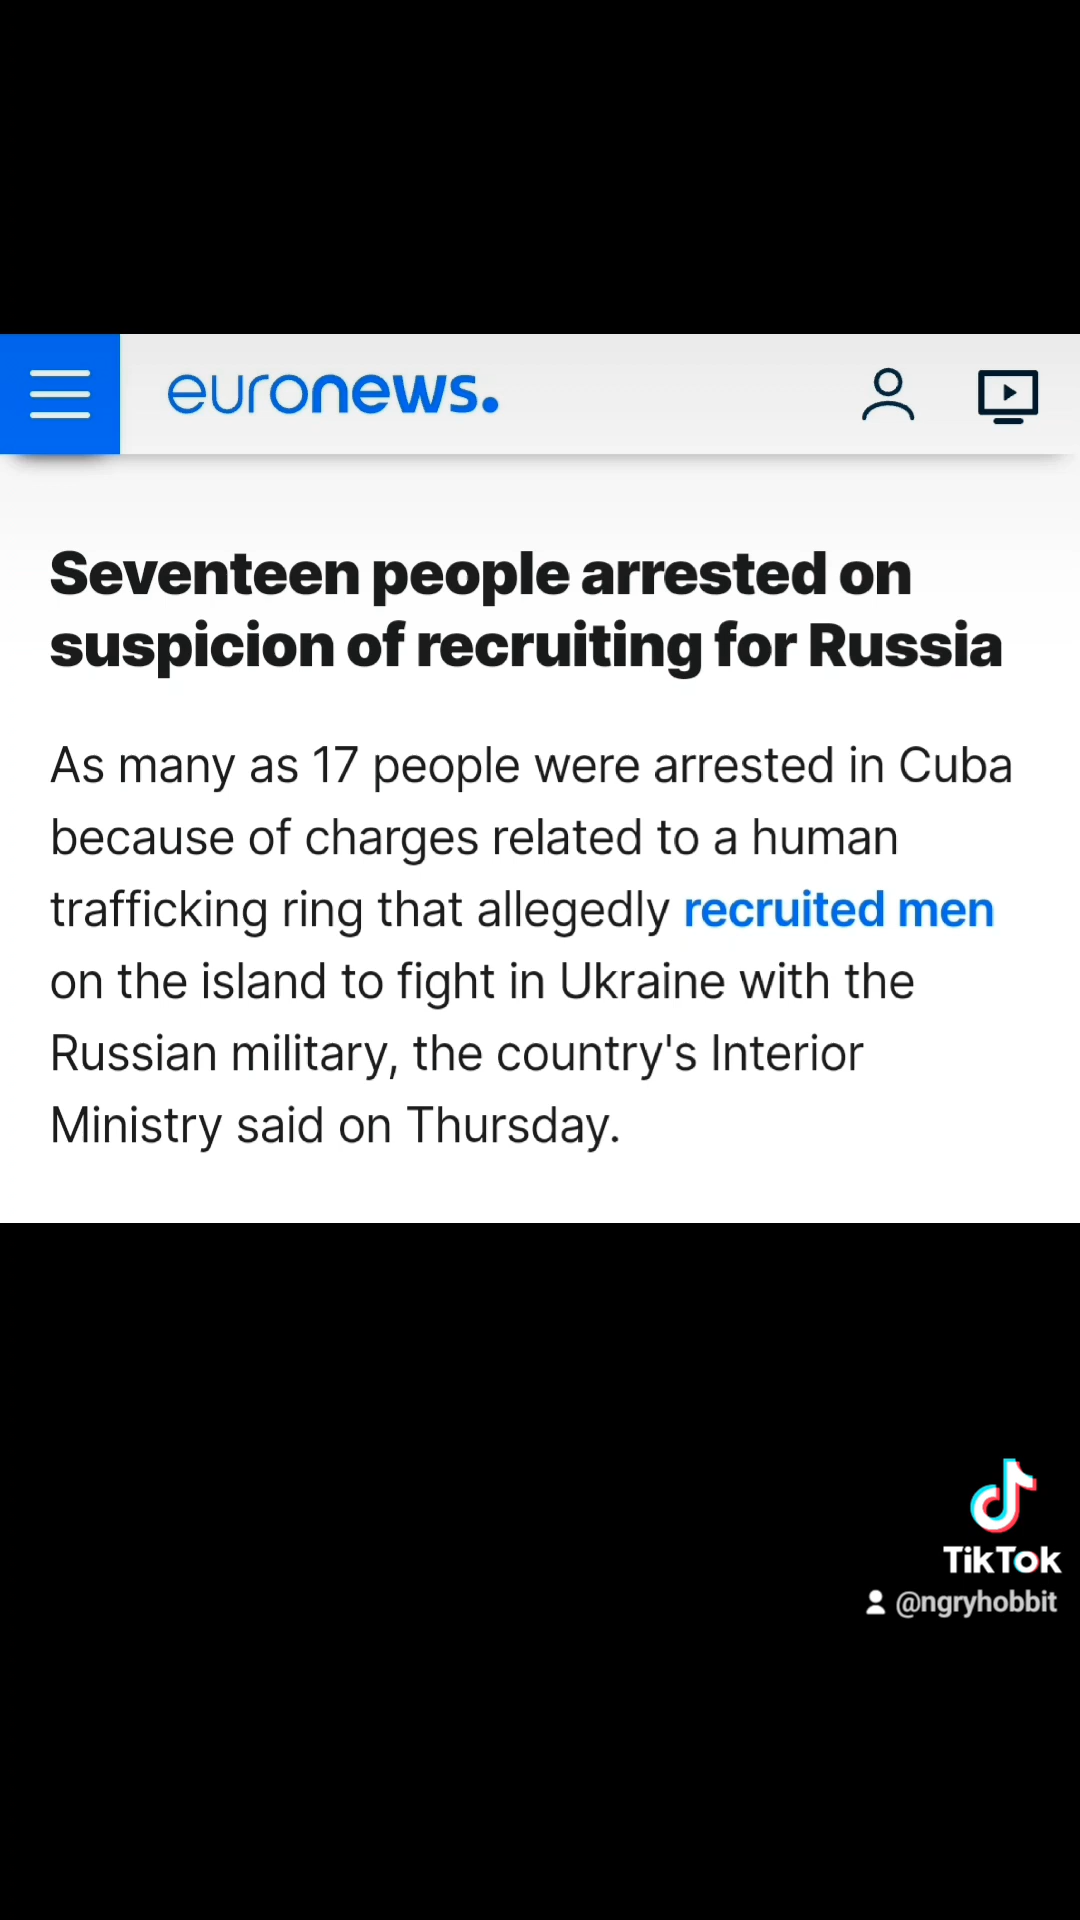 euronews.
Seventeen people arrested on
suspicion of recruiting for Russia
As many as 17 people were arrested in Cuba
because of charges related to a human
trafficking ring that allegedly recruited men
on the island to fight in Ukraine with the
Russian military, the country's Interior
Ministry said on Thursday.
TikTok
@ngryhobbit